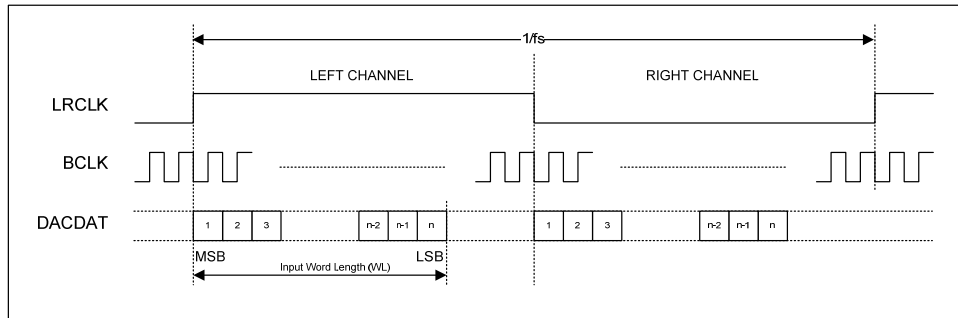 1/fs
LEFT CHANNEL RIGHT CHANNEL
LRCLK
BCLK
DACDAT
1 2 3 n-2 n-1 n 1 2 3 n-2 n-1 n
MSB LSB
Input Word Length (WL)